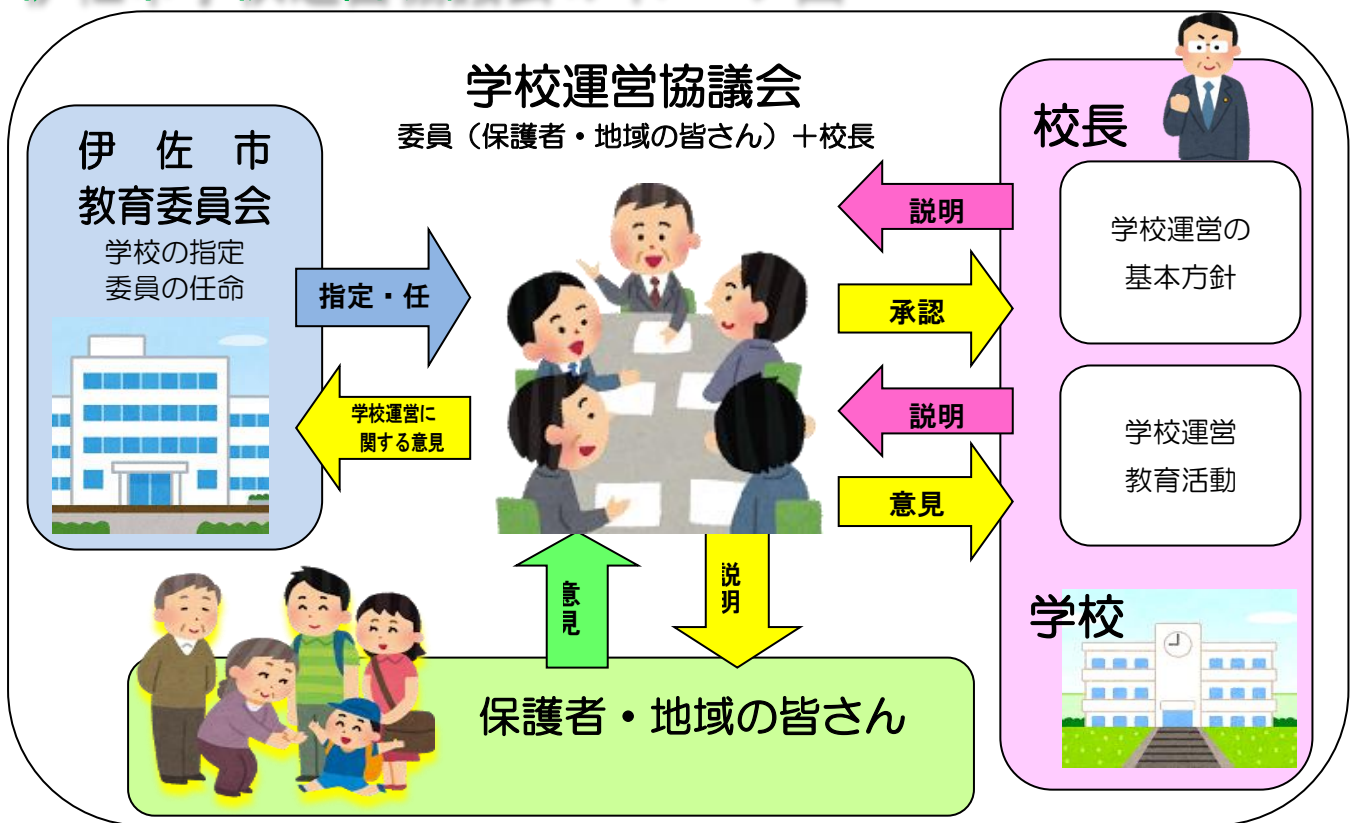 学校運営協議会
委員（保護者・地域の皆さん）＋校長
伊佐市
教育委員会
学校の指定
委員の任命
指定・任
学校運営に
関する意見
校長
説明
学校運営の
基本方針
承認
説明
学校運営
教育活動
意見
意見
説明
学校
保護者・地域の皆さん